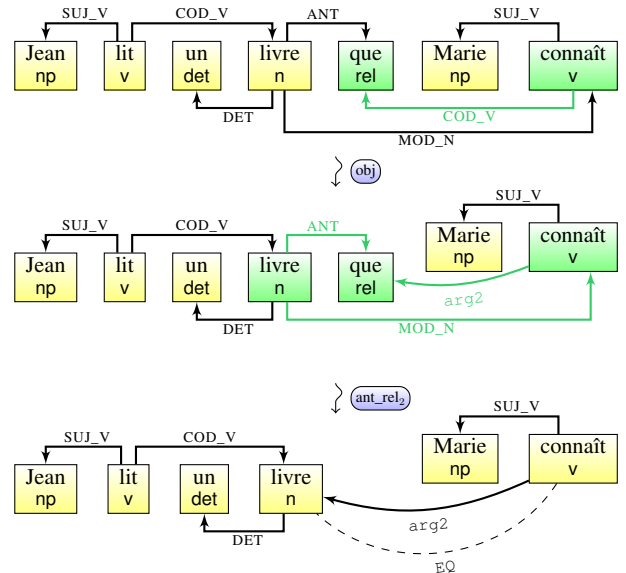 SUJ_V COD_V ANT SUJ_V
Jean lit un livre que Marie connaît
np v det n rel np v
DET COD_V
MOD_N
obj
SUJ_V COD_V ANT SUJ_V
Jean lit un livre que Marie connaît
np v det n rel np v
DET arg2 MOD_N
ant_rel₂
SUJ_V COD_V SUJ_V
Jean lit un livre Marie connaît
np v det n np v
DET arg2
EQ